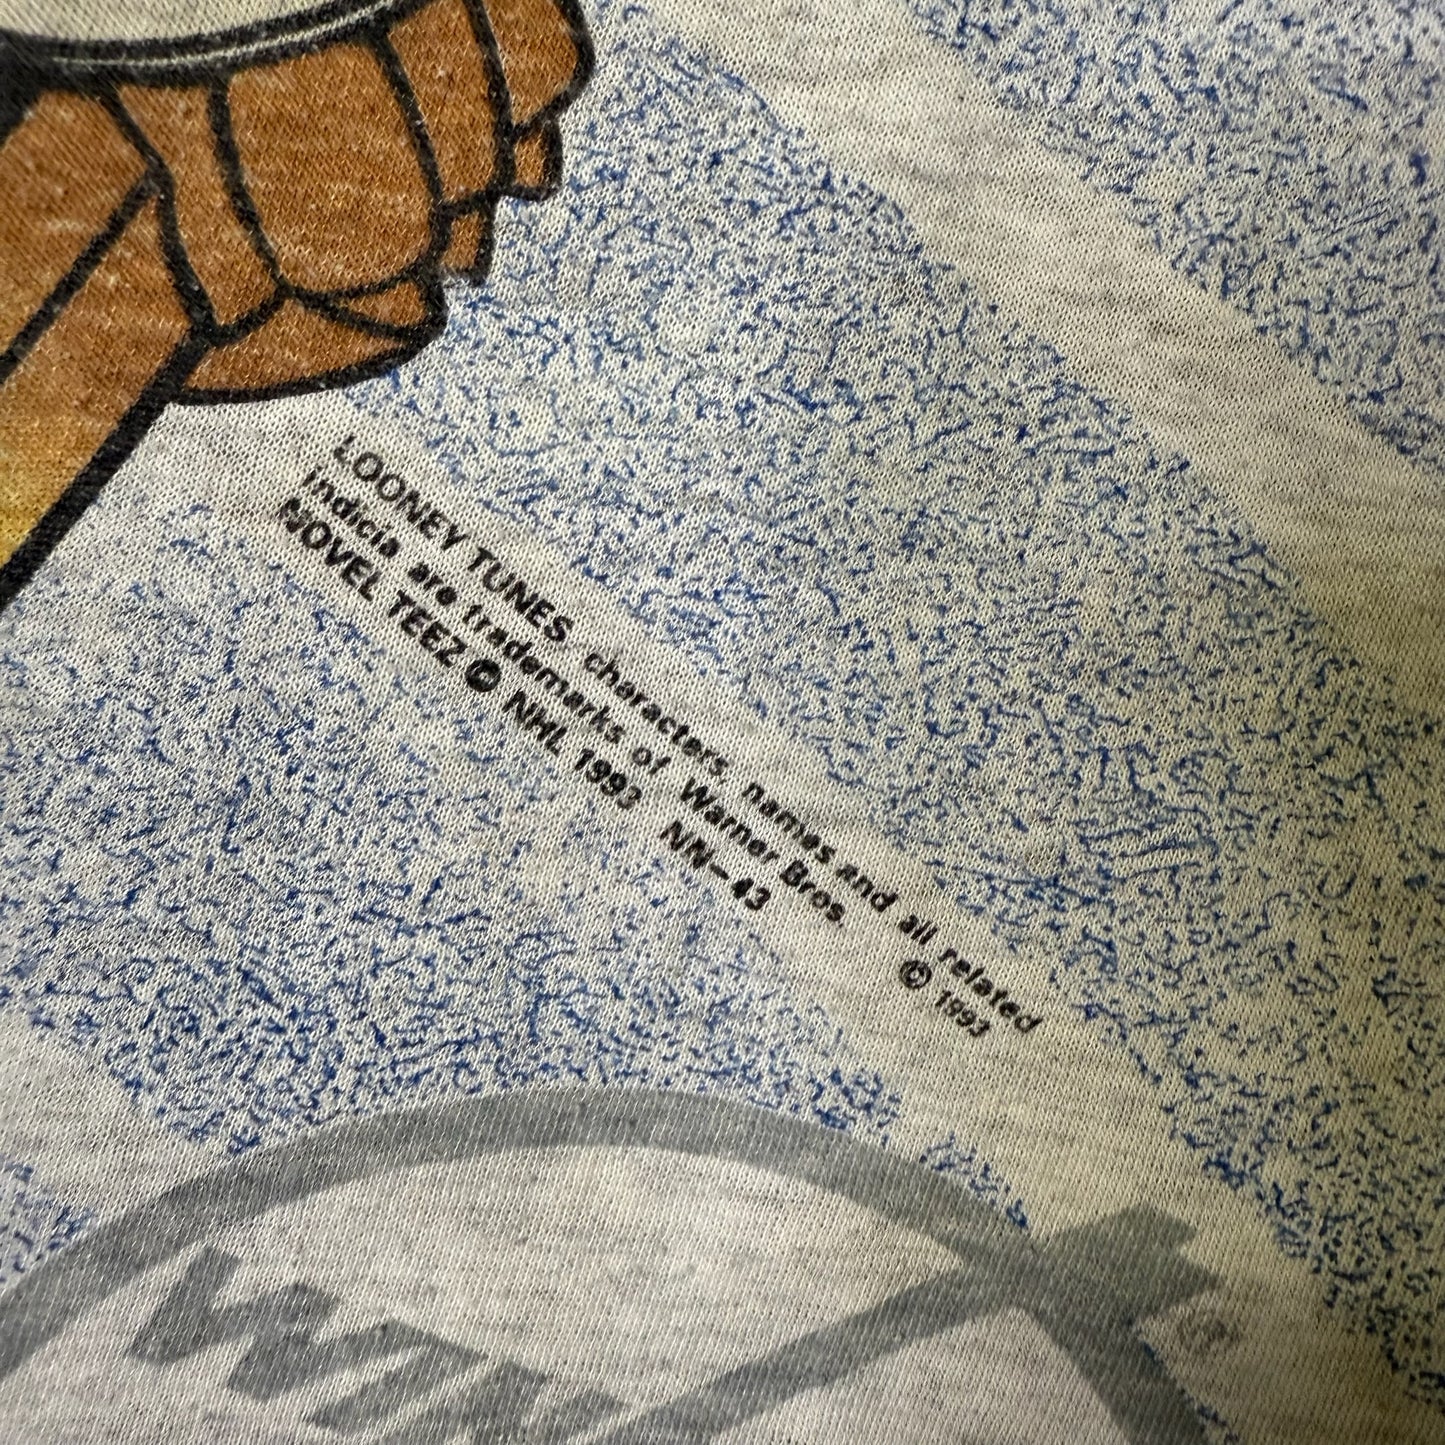 LOONEY TUNES, characters, names and all related
indicia are trademarks of Warner Bros. © 1993
NOVEL TEEZ © NHL 1993 NN-43